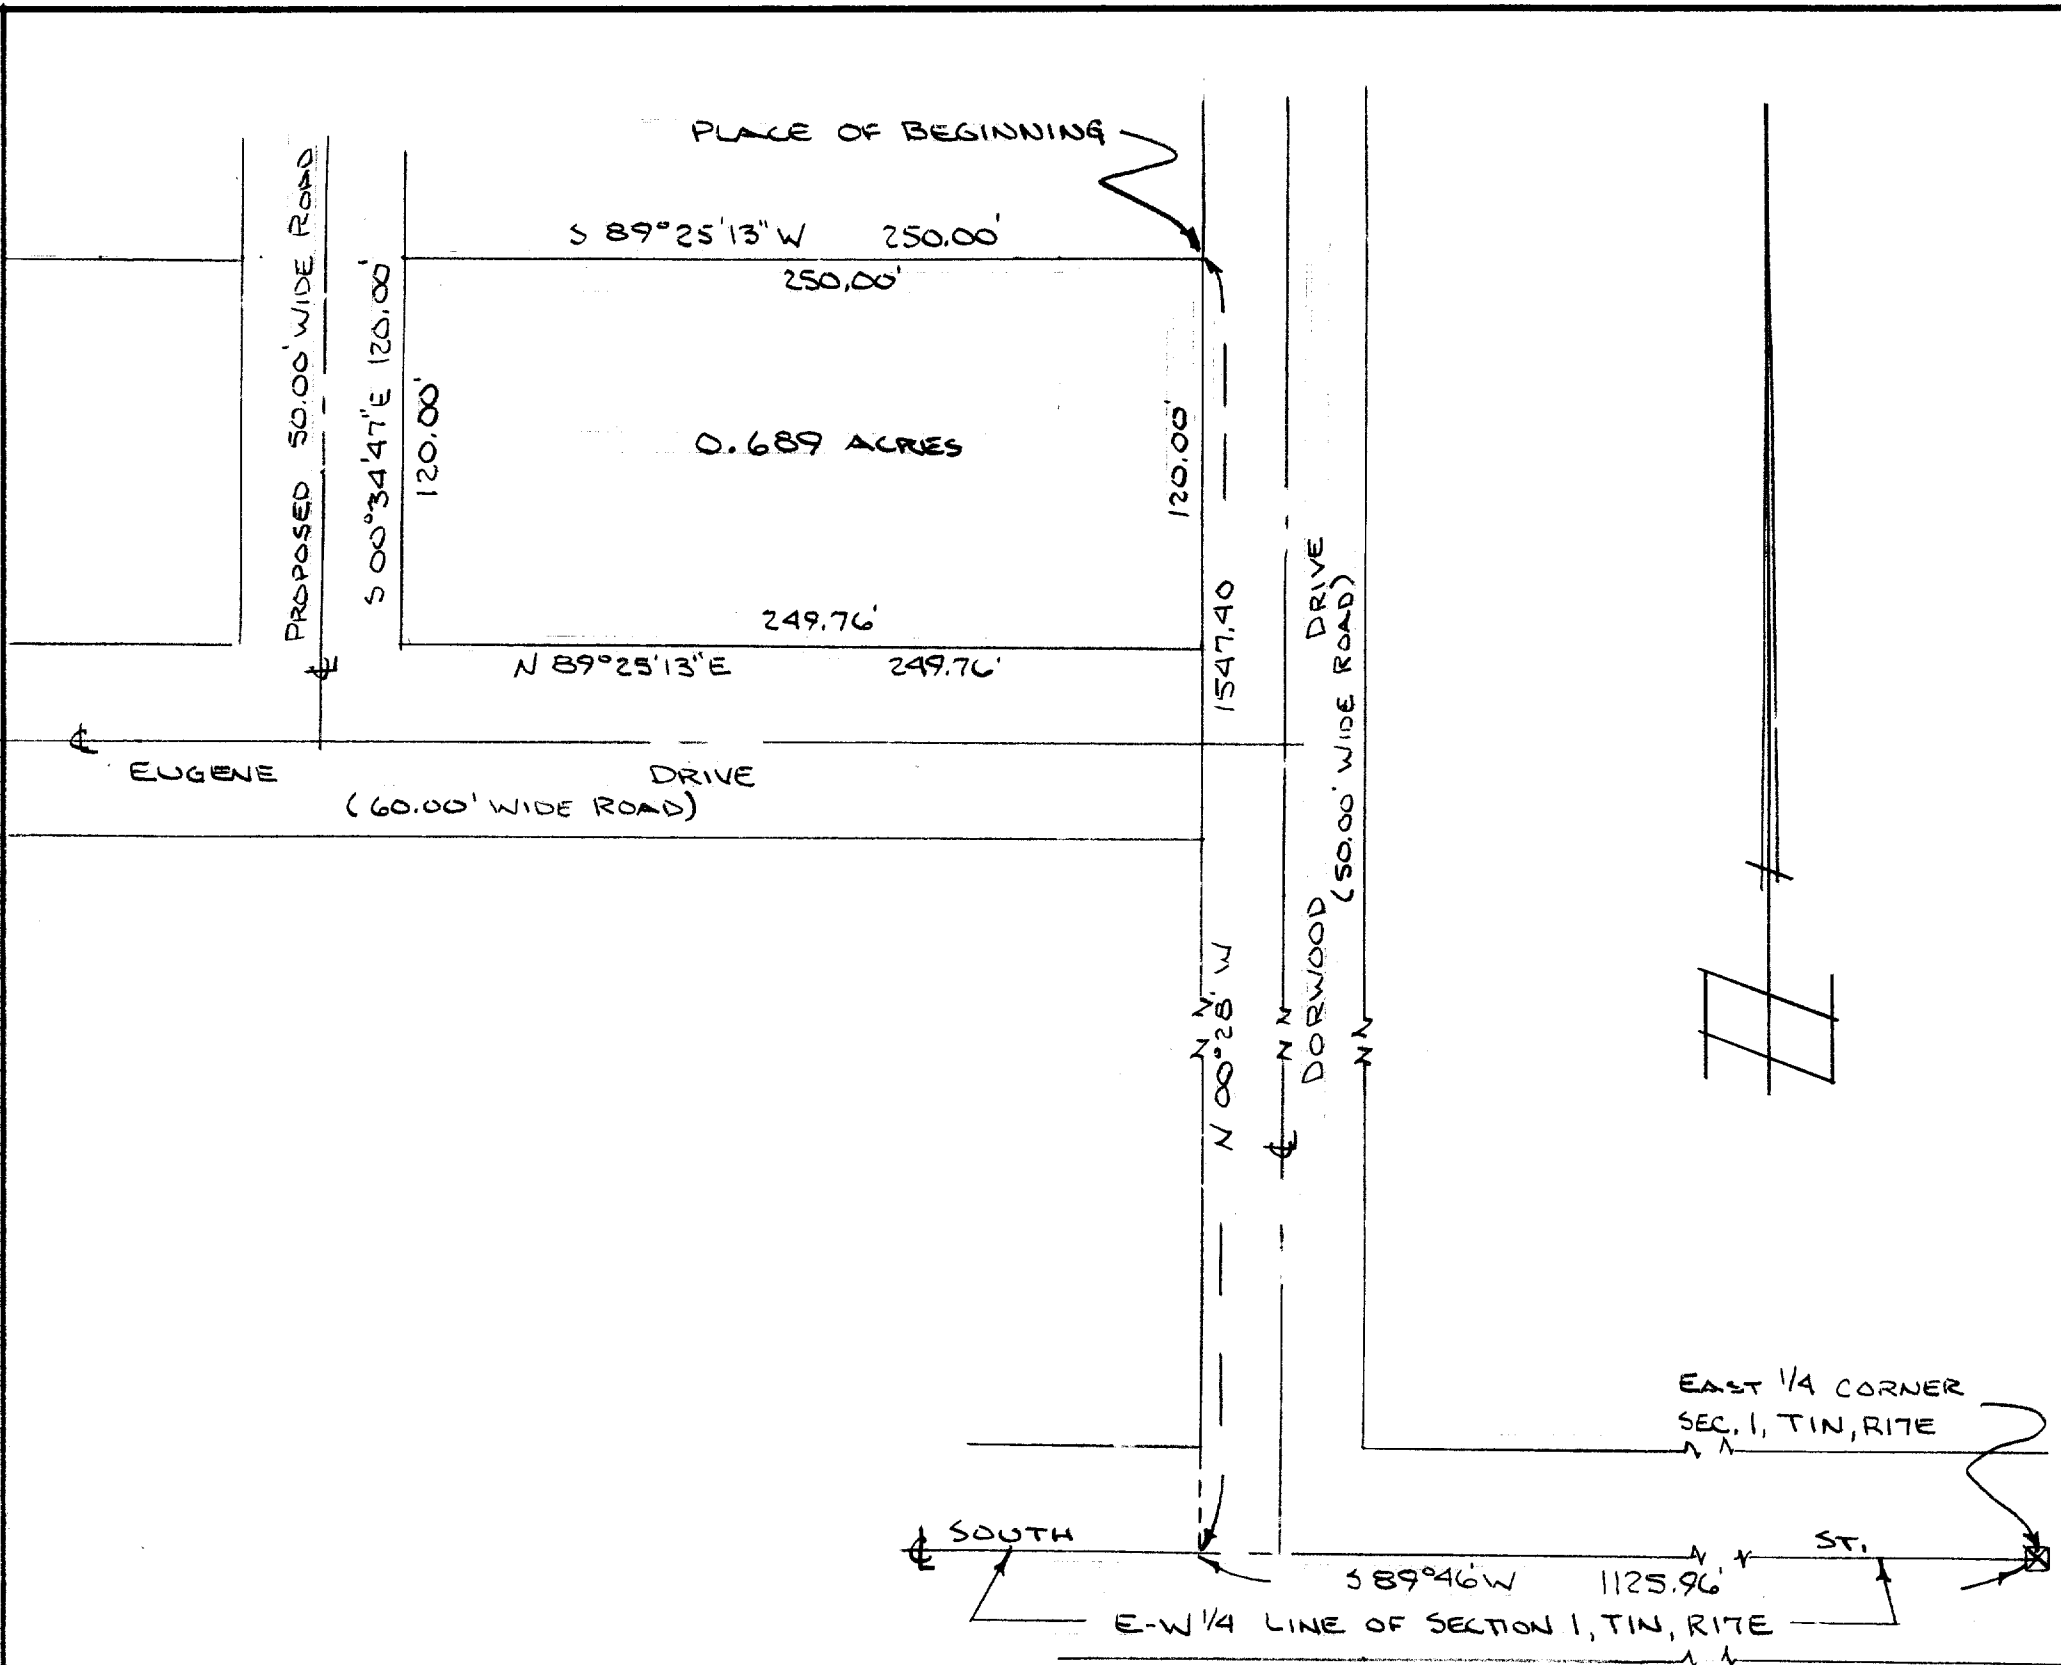 PLACE OF BEGINNING
S 89°25'13"W 250.00'
250.00'
PROPOSED 50.00' WIDE ROAD
S 00°34'47"E 120.00'
120.00'
0.689 ACRES
120.00'
249.76'
N 89°25'13"E 249.76'
1547.40
N 00°28' W
DORWOOD DRIVE
(50.00' WIDE ROAD)
℄
℄
EUGENE DRIVE
(60.00' WIDE ROAD)
℄
N
EAST 1/4 CORNER
SEC. 1, T1N, R17E
℄ SOUTH ST.
S 89°46'W 1125.96'
E-W 1/4 LINE OF SECTION 1, T1N, R17E